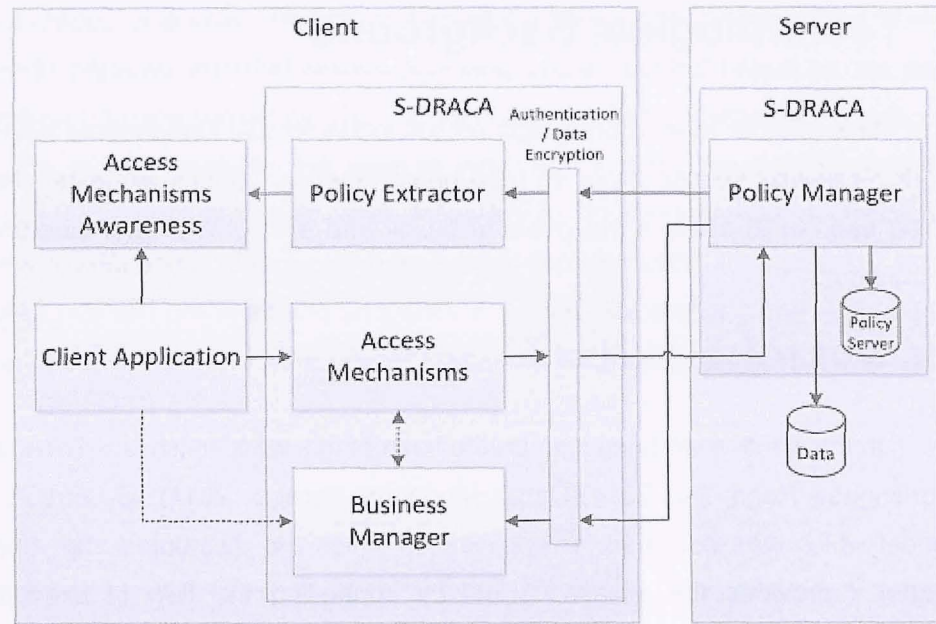 Client
Server
S-DRACA
Authentication
/ Data
Encryption
S-DRACA
Access
Mechanisms
Awareness
Policy Extractor
Policy Manager
Client Application
Access
Mechanisms
Policy
Server
Data
Business
Manager